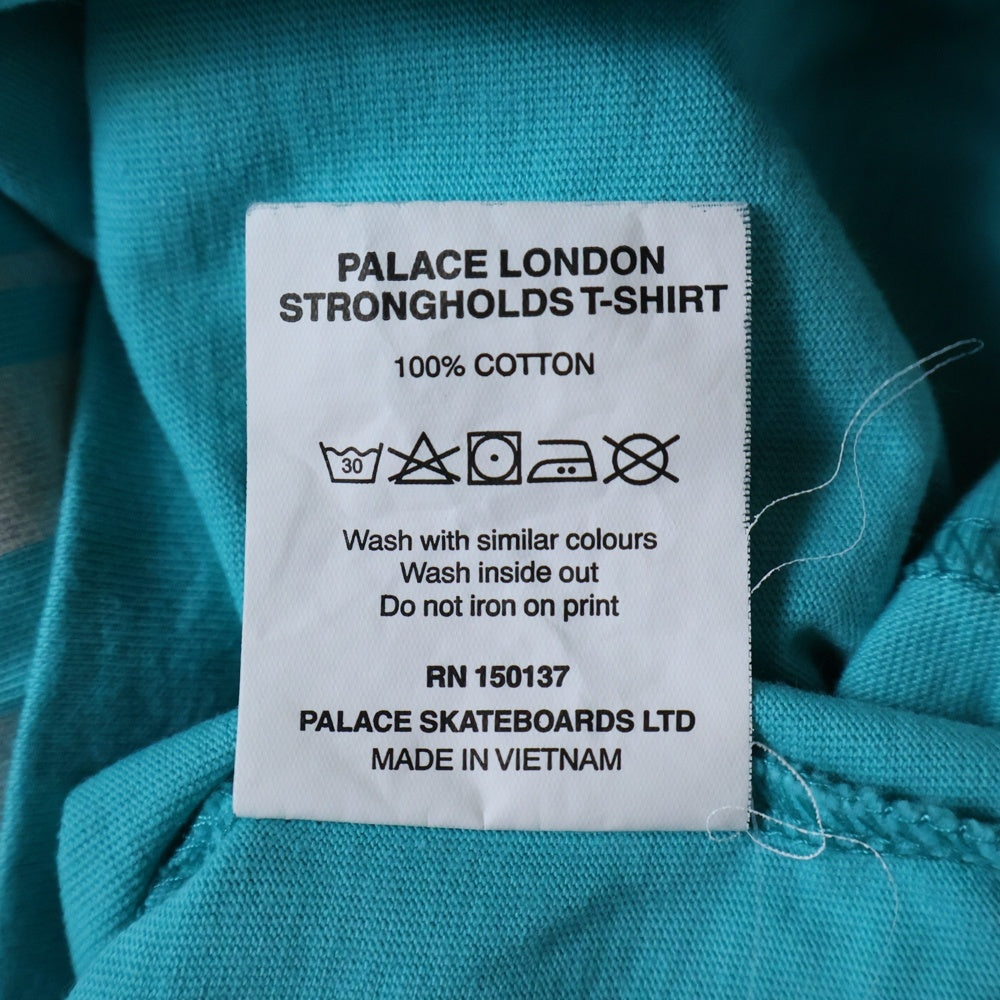 PALACE LONDON
STRONGHOLDS T-SHIRT
100% COTTON
30
Wash with similar colours
Wash inside out
Do not iron on print
RN 150137
PALACE SKATEBOARDS LTD
MADE IN VIETNAM